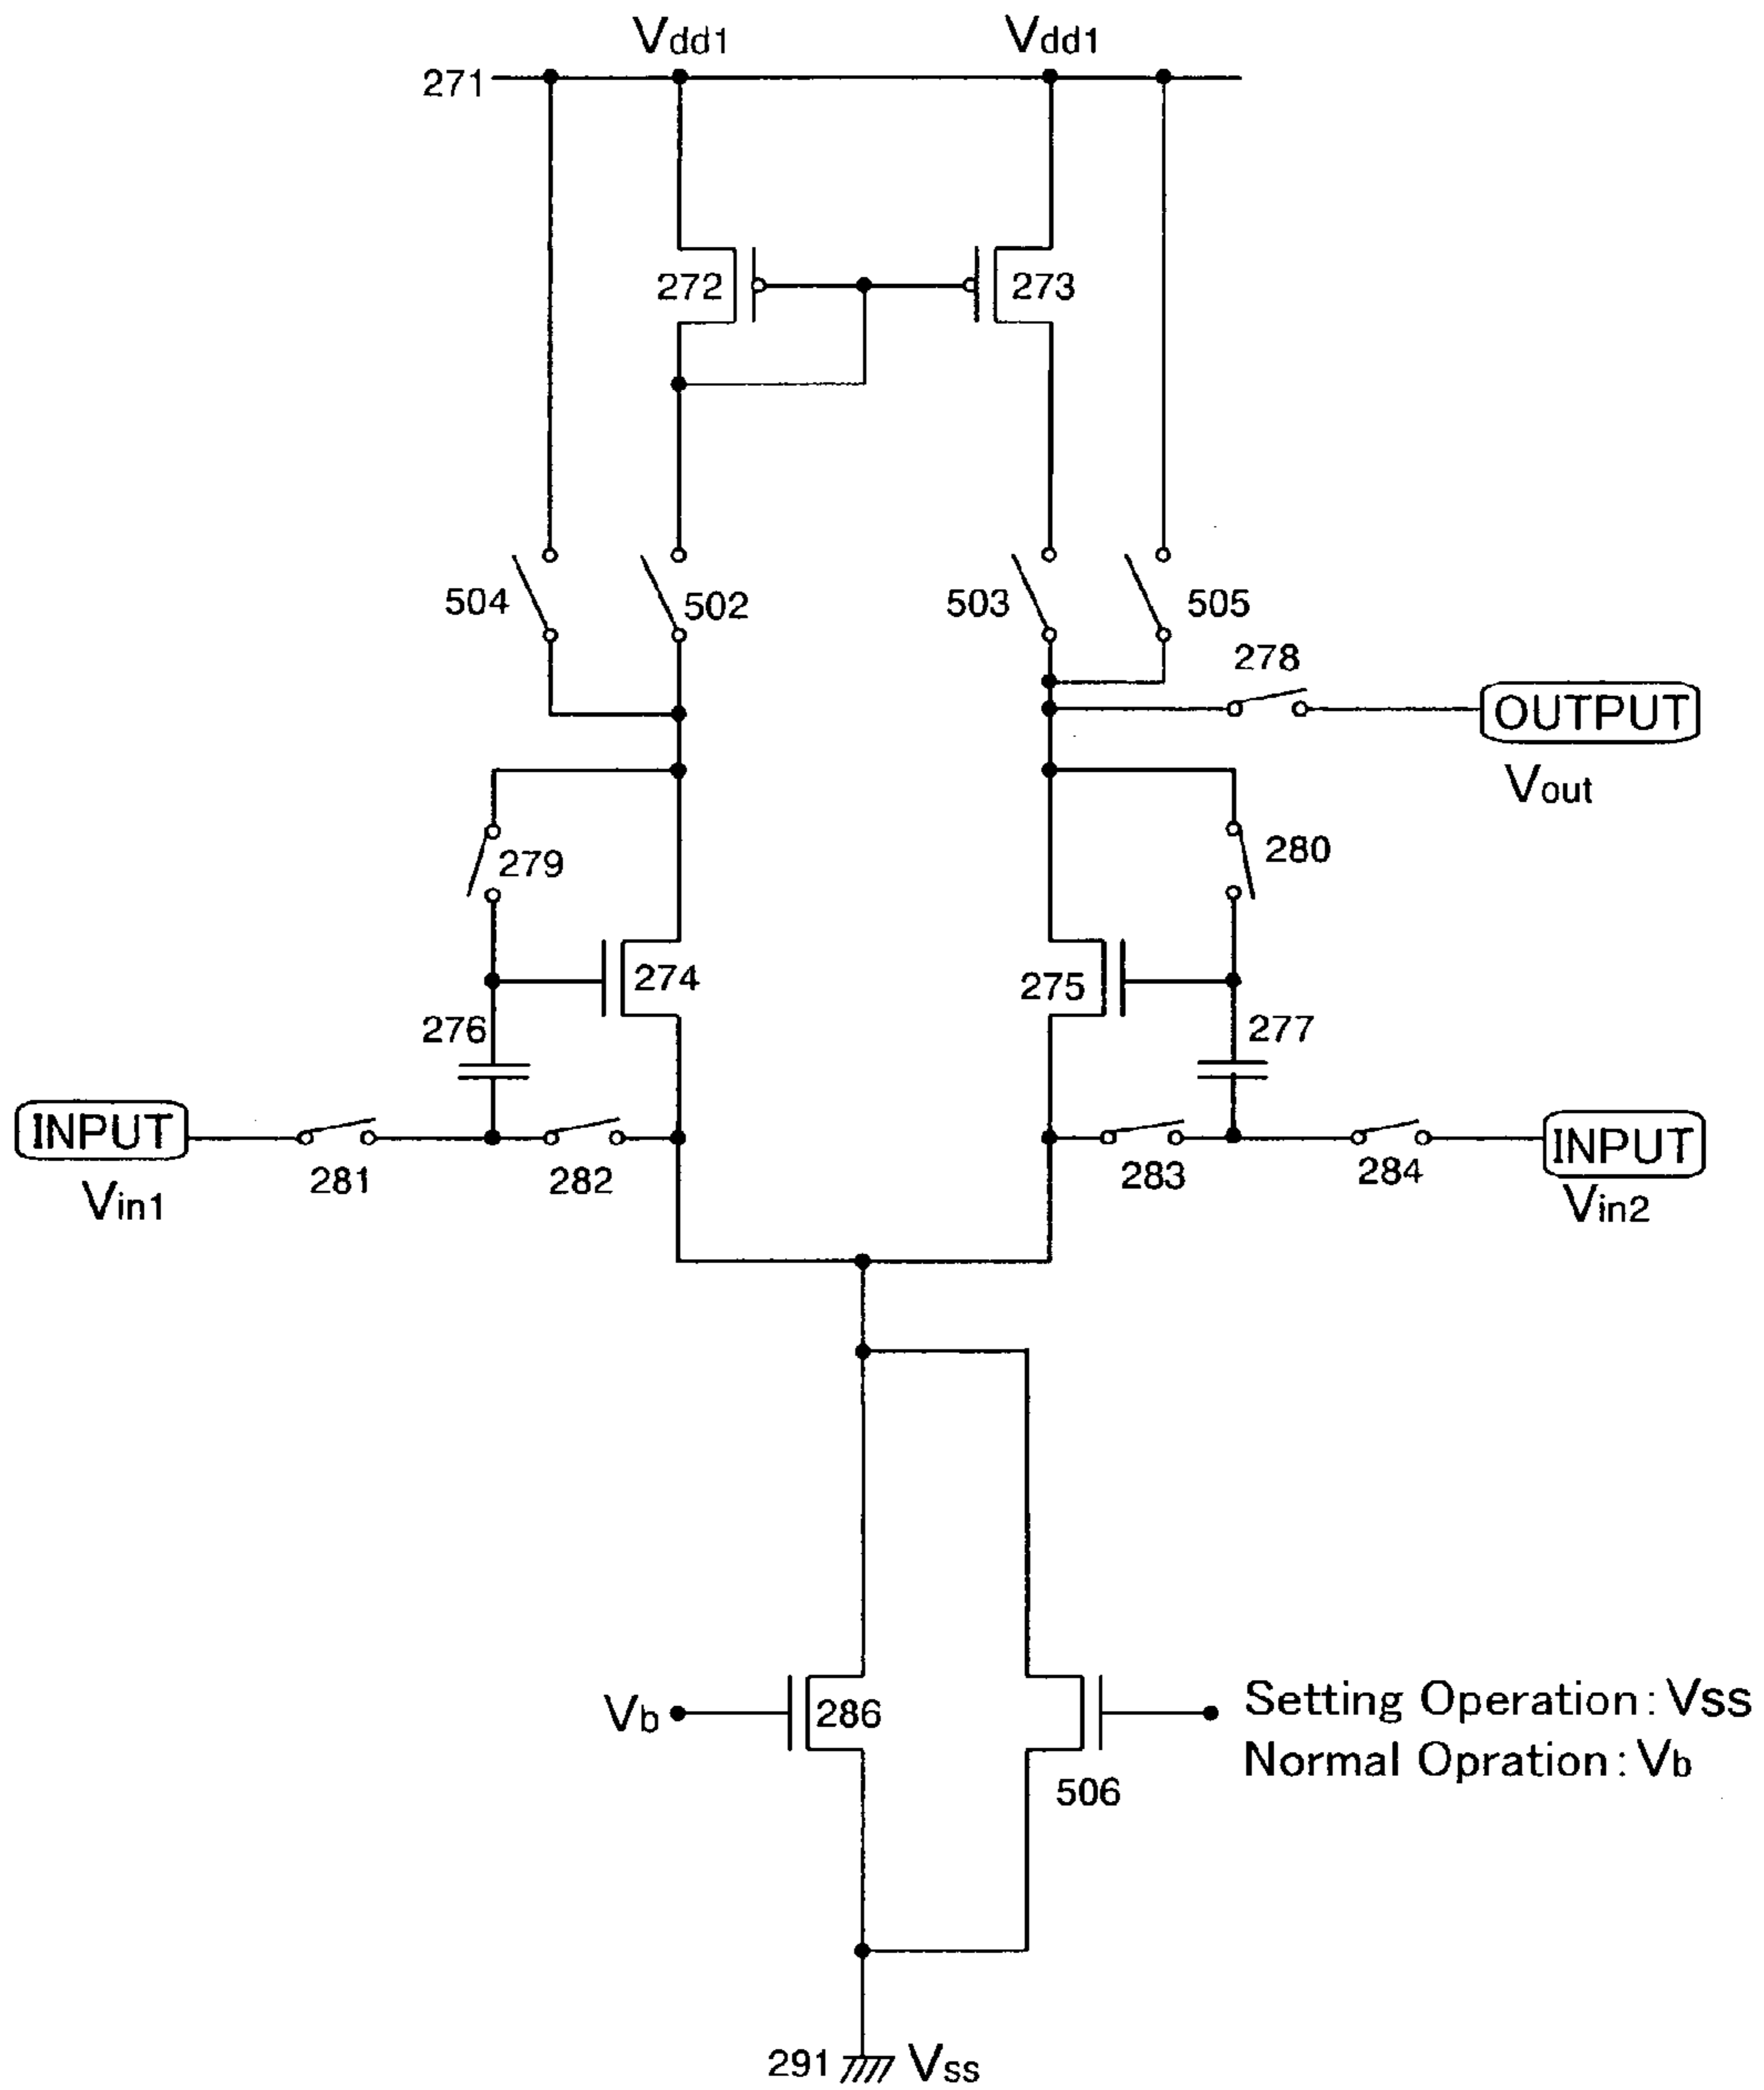 Vdd1 Vdd1
271
272 273
504 502 503 505
278
OUTPUT
Vout
279 280
274 275
276 277
INPUT INPUT
281 282 283 284
Vin1 Vin2
Vb 286 Setting Operation: VSS
Normal Opration: Vb
506
291 Vss